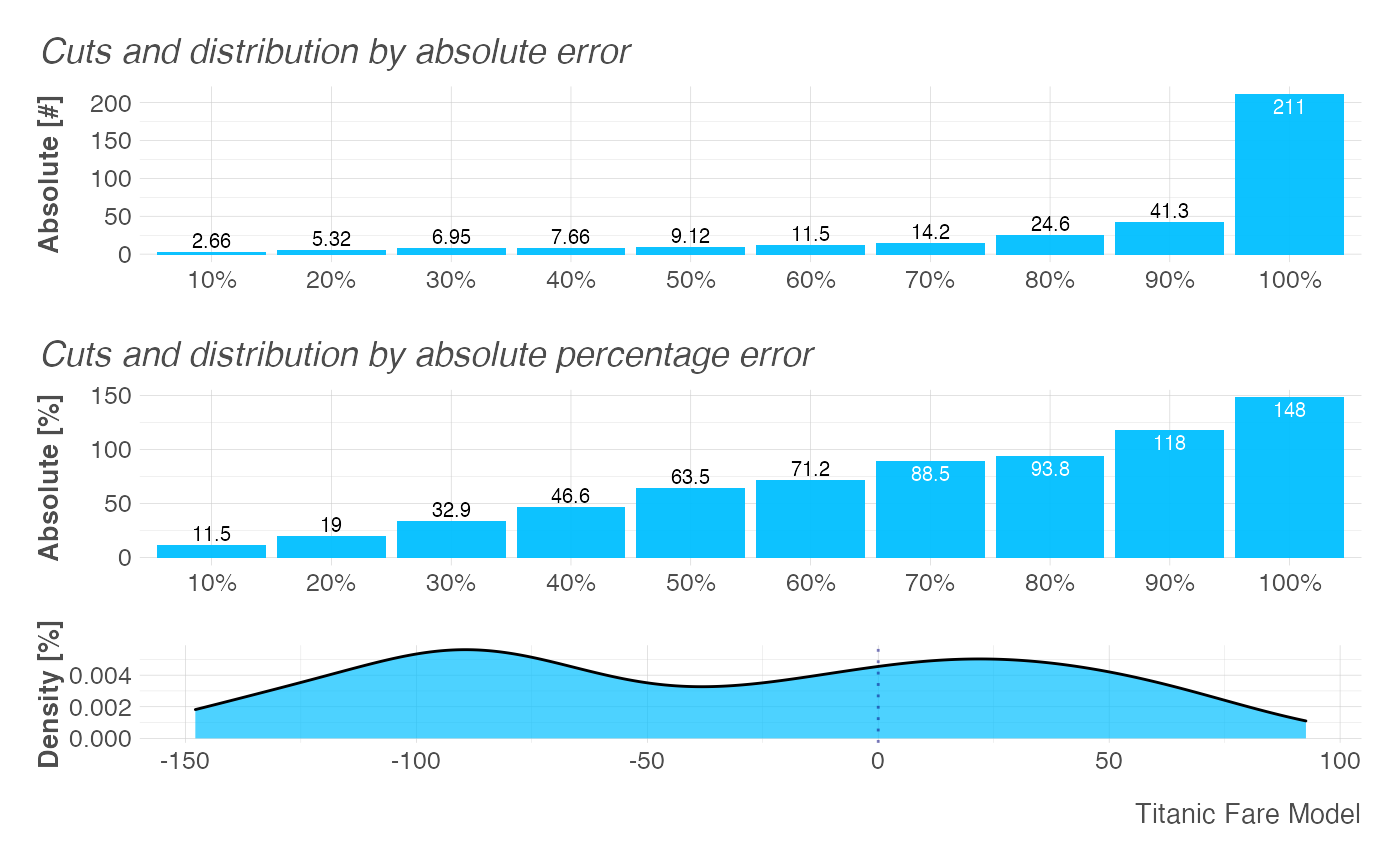 Cuts and distribution by absolute error
Absolute [#]
200
150
100
50
0
2.66 5.32 6.95 7.66 9.12 11.5 14.2 24.6 41.3 211
10% 20% 30% 40% 50% 60% 70% 80% 90% 100%
Cuts and distribution by absolute percentage error
Absolute [%]
150
100
50
0
11.5 19 32.9 46.6 63.5 71.2 88.5 93.8 118 148
10% 20% 30% 40% 50% 60% 70% 80% 90% 100%
Density [%]
0.004
0.002
0.000
-150 -100 -50 0 50 100
Titanic Fare Model